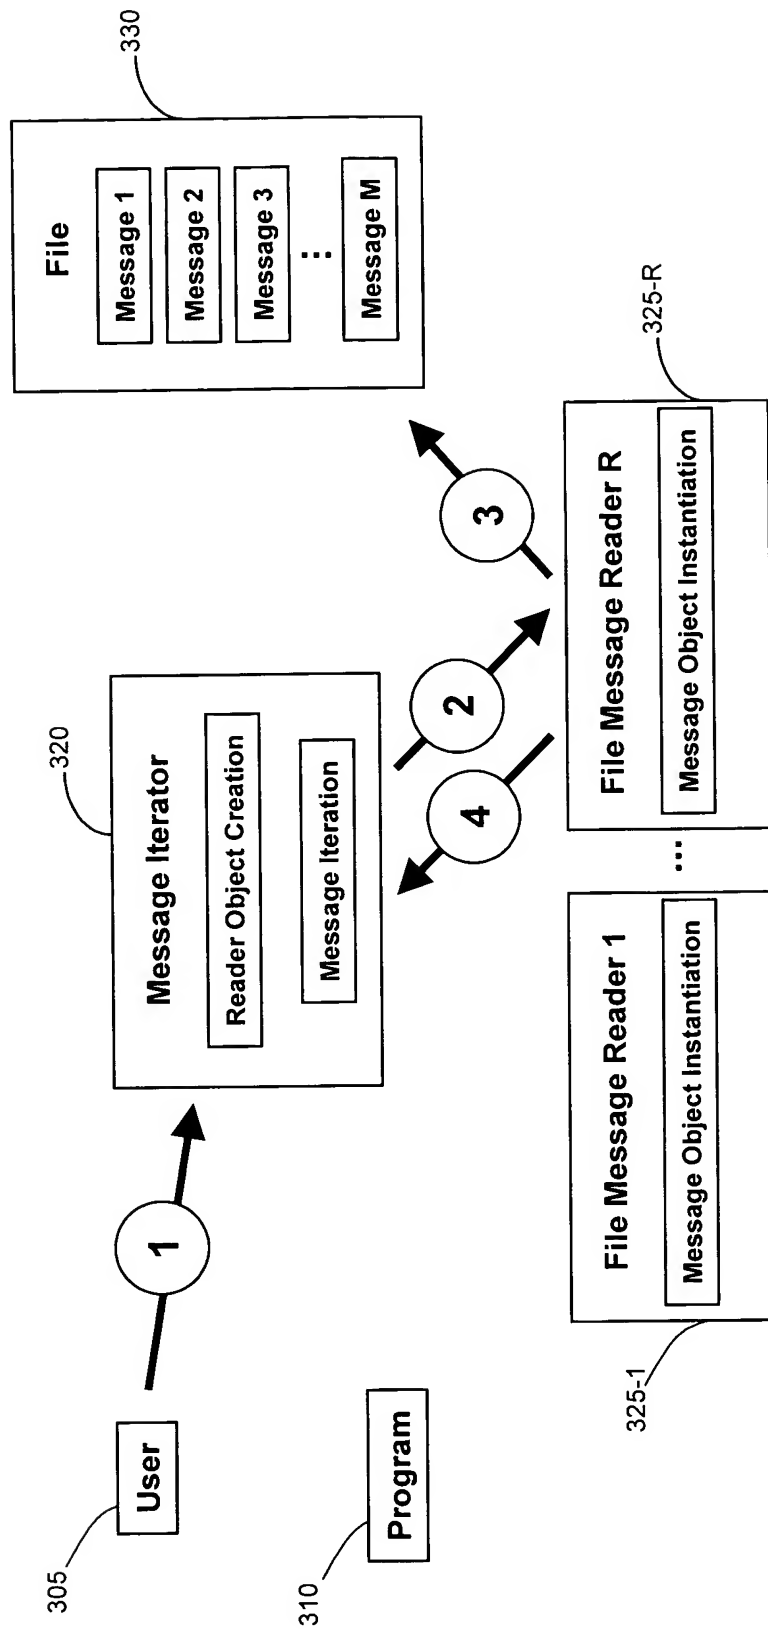 305
User
1
310
Program
320
Message Iterator
Reader Object Creation
Message Iteration
4
2
3
330
File
Message 1
Message 2
Message 3
⋮
Message M
325-1
File Message Reader 1
Message Object Instantiation
...
325-R
File Message Reader R
Message Object Instantiation